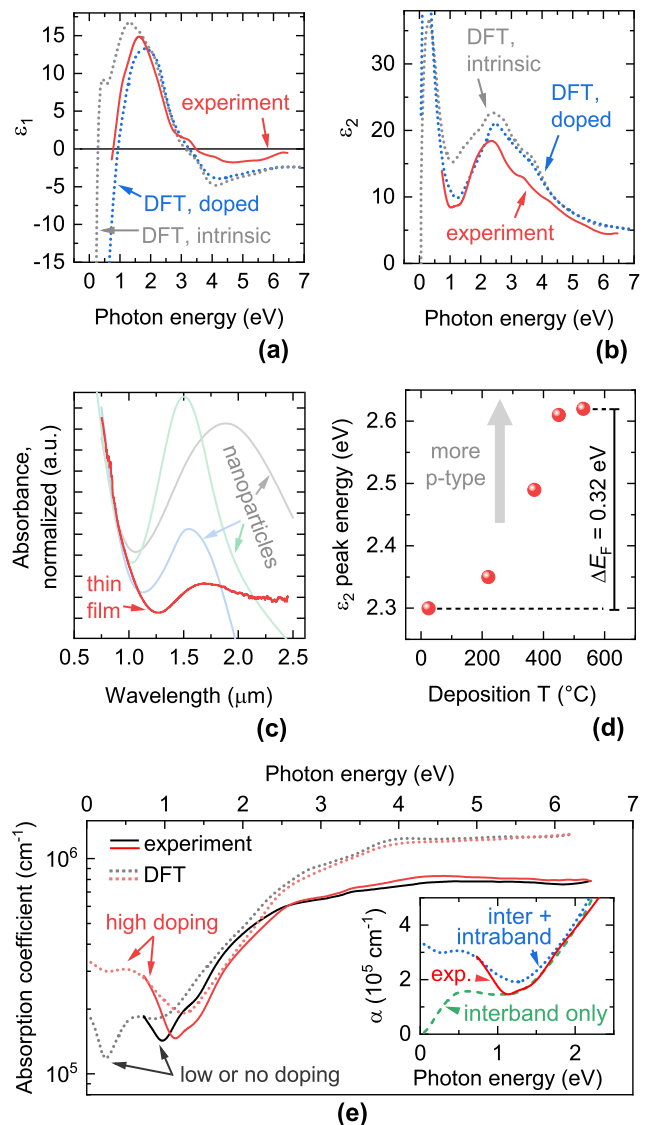 15
10
5
0
-5
-10
-15
ε1
experiment
DFT, doped
DFT, intrinsic
0 1 2 3 4 5 6 7
Photon energy (eV)
(a)
30
20
10
0
ε2
DFT,
intrinsic
DFT,
doped
experiment
0 1 2 3 4 5 6 7
Photon energy (eV)
(b)
Absorbance,
normalized (a.u.)
nanoparticles
thin
film
0.5 1.0 1.5 2.0 2.5
Wavelength (μm)
(c)
2.6
2.5
2.4
2.3
ε2 peak energy (eV)
more
p-type
ΔEF = 0.32 eV
0 200 400 600
Deposition T (°C)
(d)
Photon energy (eV)
0 1 2 3 4 5 6 7
Absorption coefficient (cm-1)
10^6
10^5
experiment
DFT
high doping
low or no doping
α (10^5 cm-1)
4
2
0
inter +
intraband
exp.
interband only
0 1 2
Photon energy (eV)
(e)